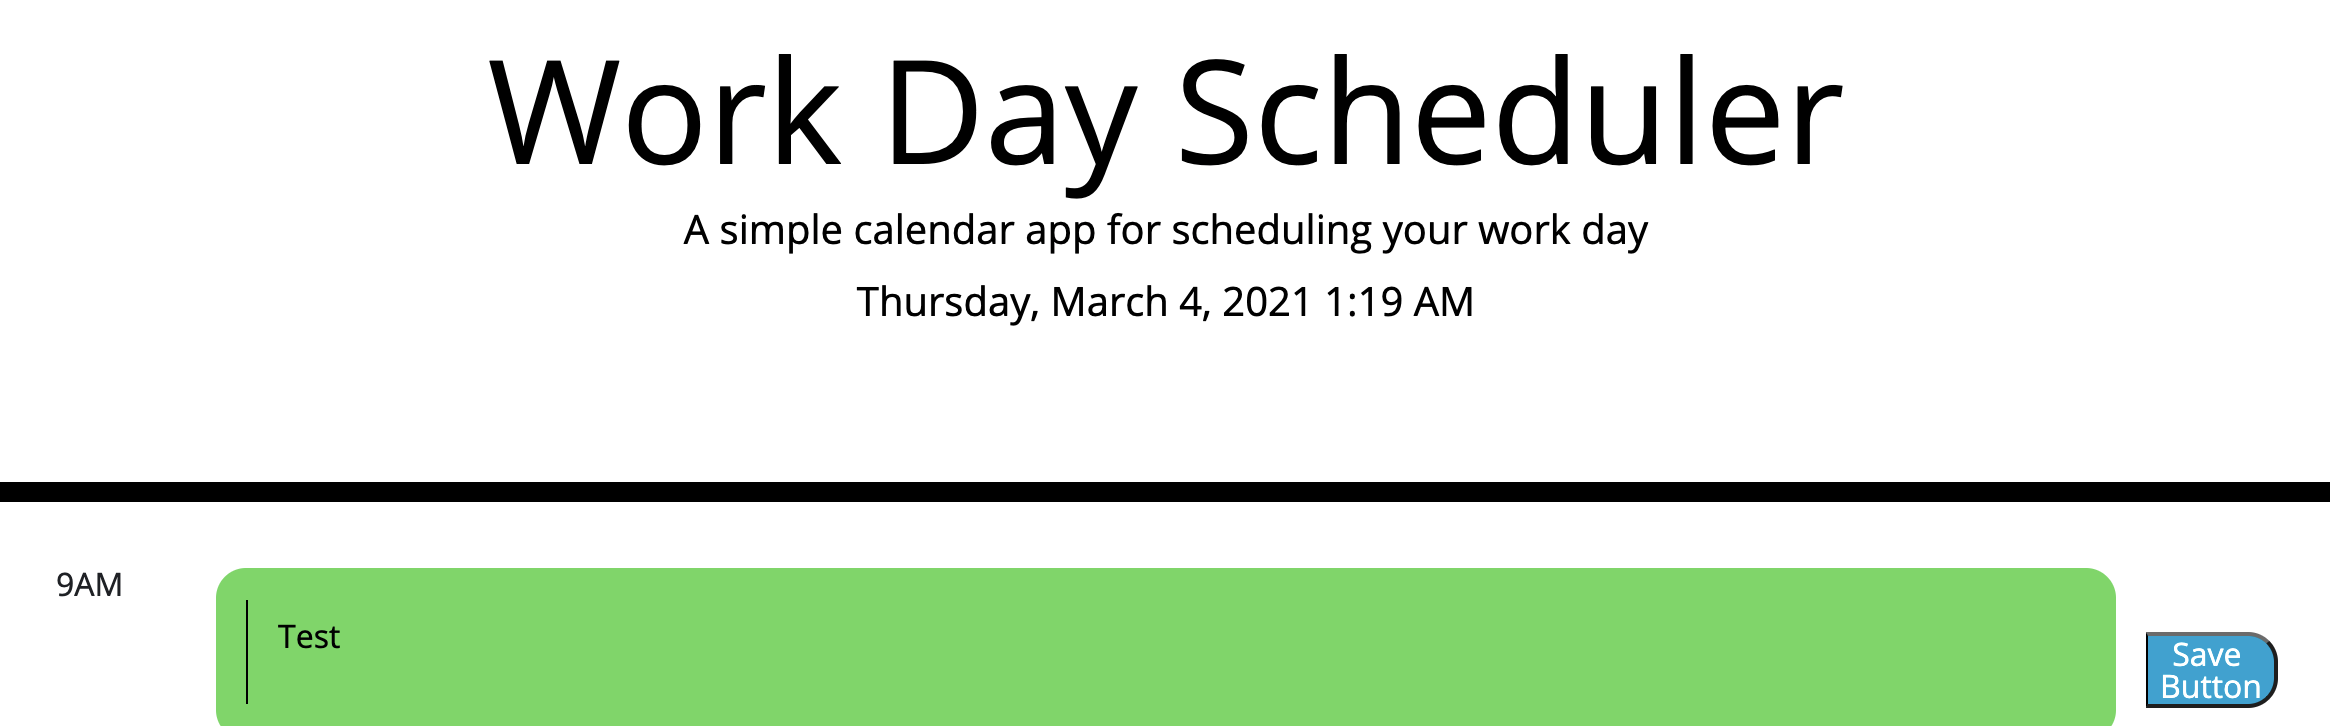 Work Day Scheduler
A simple calendar app for scheduling your work day
Thursday, March 4, 2021 1:19 AM
9AM
Test
Save
Button